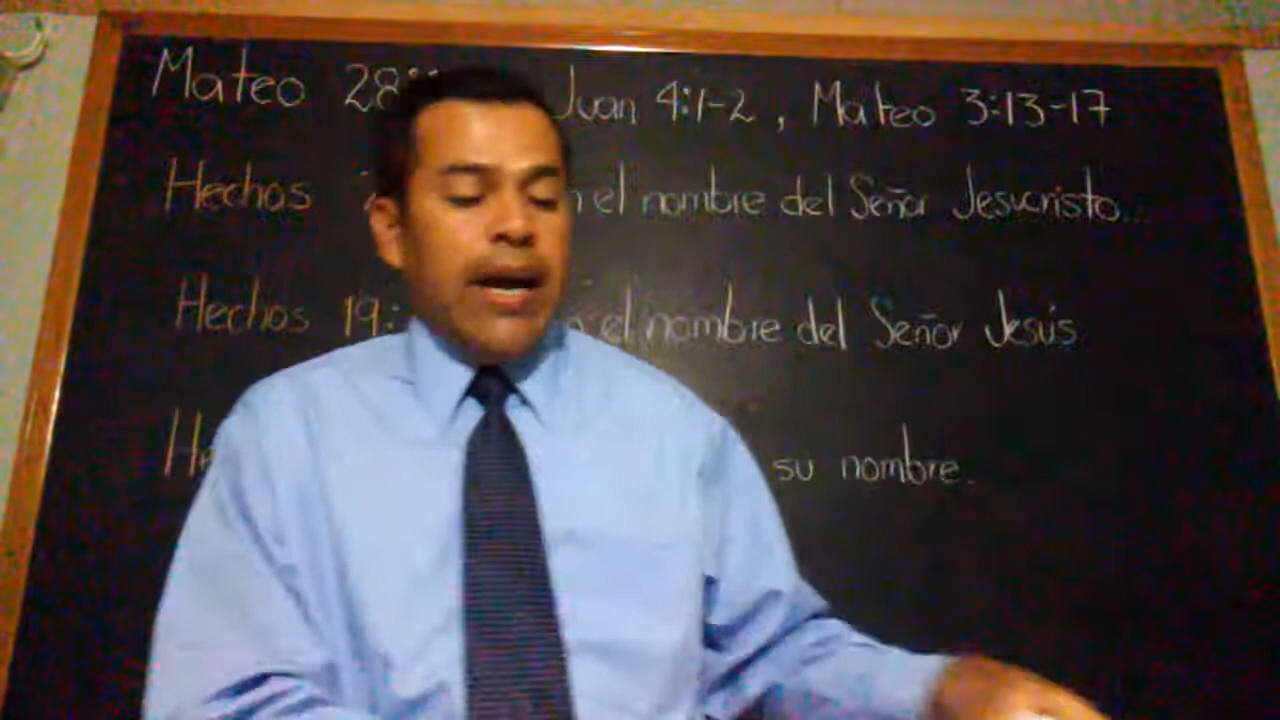 Mateo 28: Juan 4:1-2, Mateo 3:13-17
Hechos el nombre del Señor Jesucristo...
Hechos 19: el nombre del Señor Jesús
su nombre.